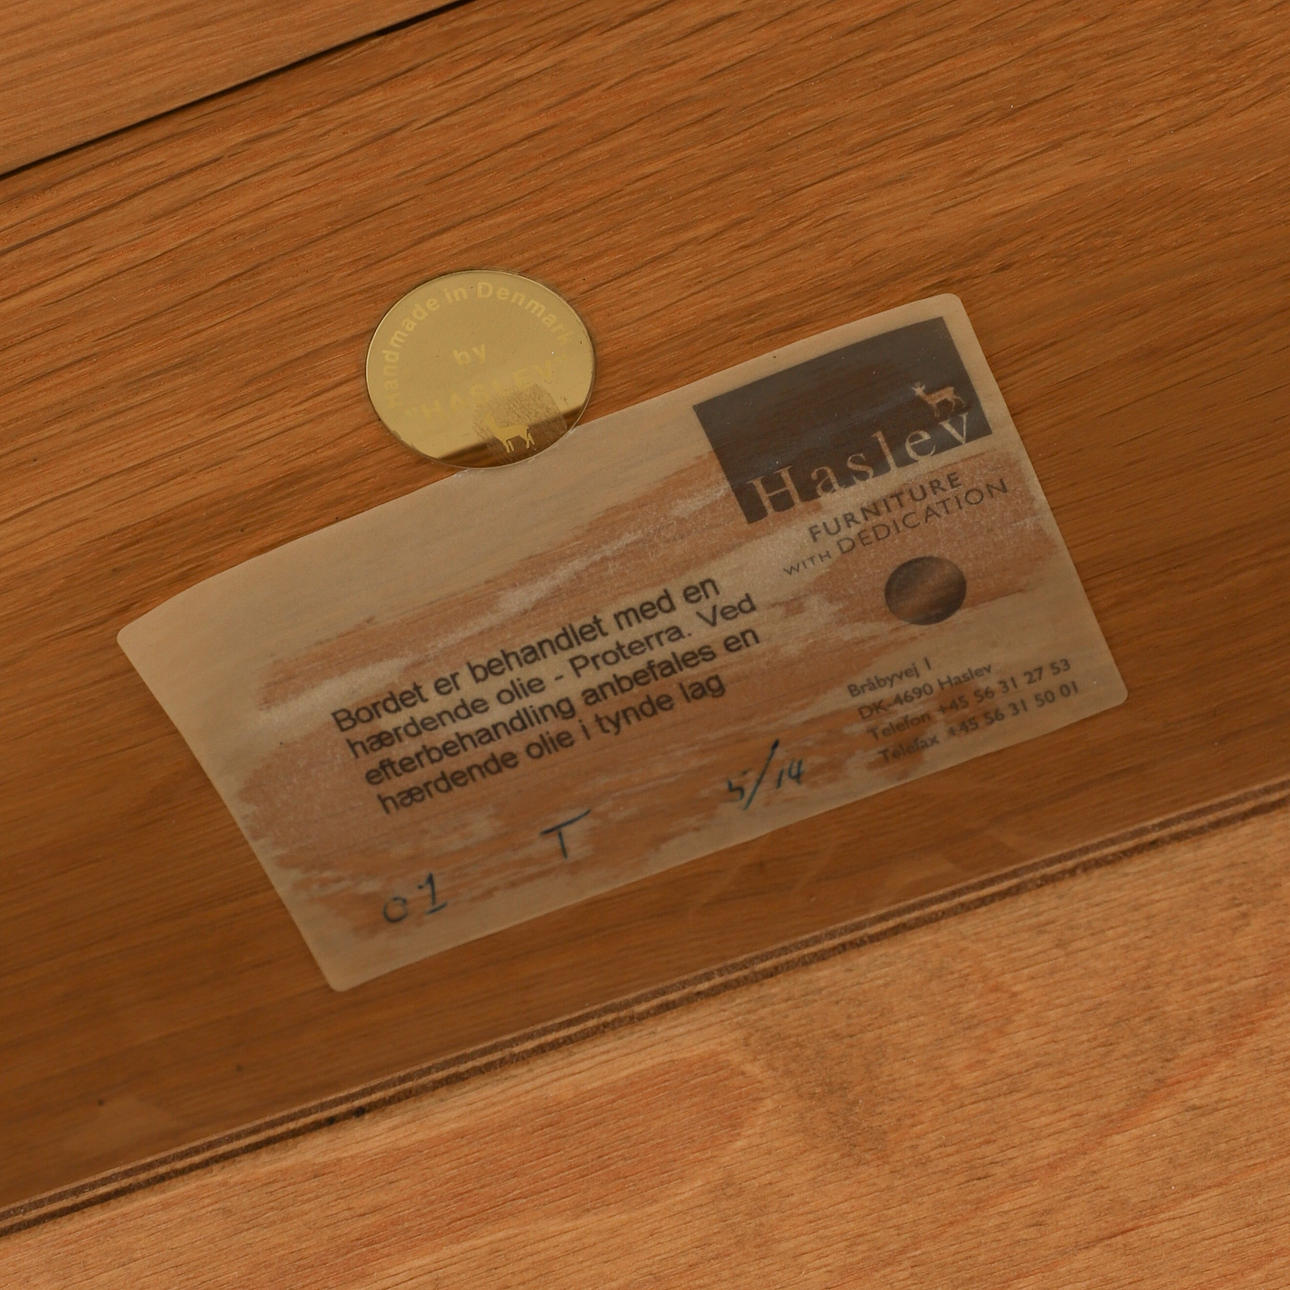 Handmade in Denmark
by
"HASLEV"
Haslev
FURNITURE
WITH DEDICATION
Bordet er behandlet med en
hærdende olie - Proterra. Ved
efterbehandling anbefales en
hærdende olie i tynde lag
Bråbyvej 1
DK-4690 Haslev
Telefon +45 56 31 27 53
Telefax +45 56 31 50 01
01 T 5/14